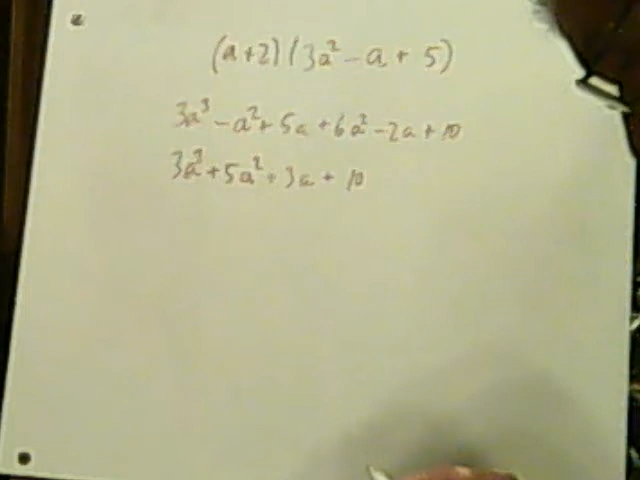 (a+2)(3a² - a + 5)
3a³ - a² + 5a + 6a² - 2a + 10
3a³ + 5a² + 3a + 10